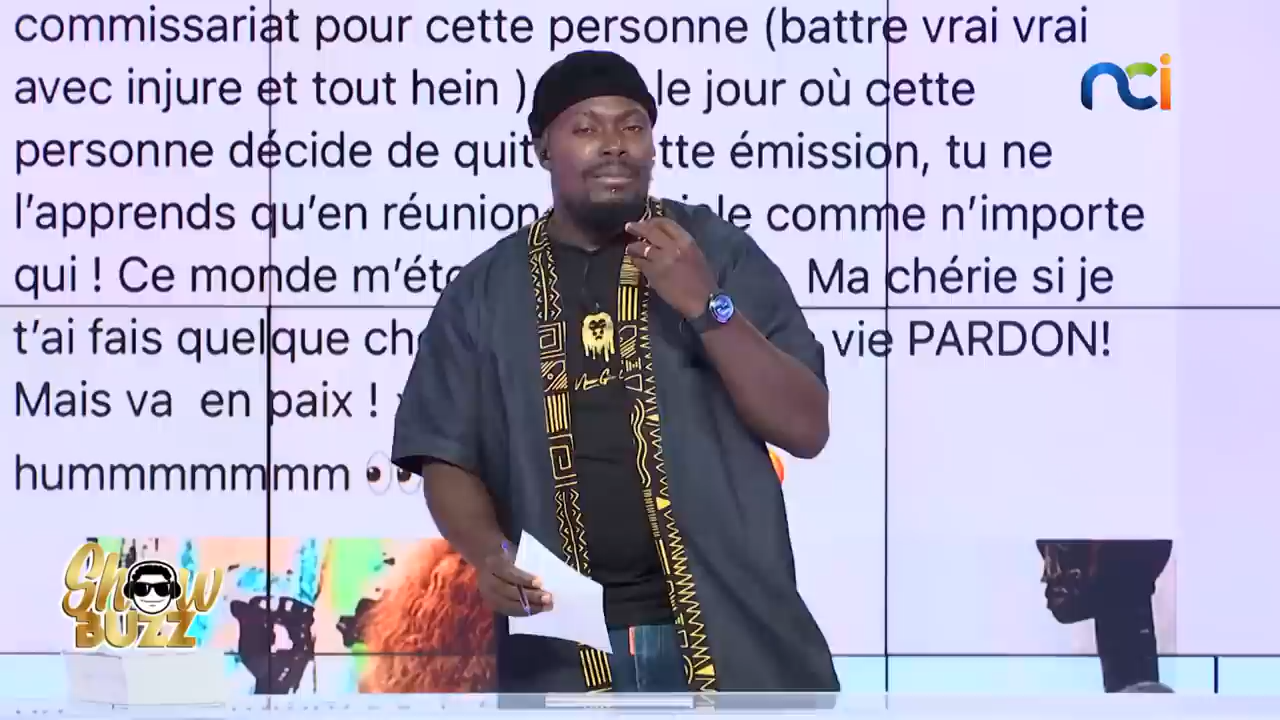 commissariat pour cette personne (battre vrai vrai
avec injure et tout hein ) le jour où cette
personne décide de quit tte émission, tu ne
l'apprends qu'en réunion comme n'importe
qui ! Ce monde m'éto Ma chérie si je
t'ai fais quelque ch vie PARDON!
Mais va en paix ! »
hummmmmmm
nci
Show
BUZZ